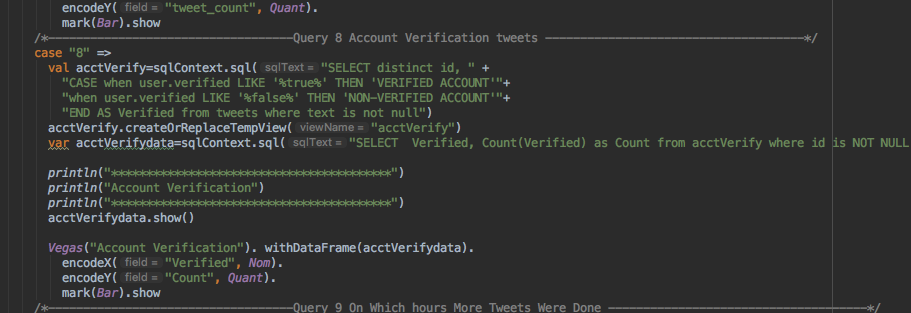 encodeY( field = "tweet_count", Quant).
mark(Bar).show
/*----------------------------------Query 8 Account Verification tweets ------------------------------------*/
case "8" =>
val acctVerify=sqlContext.sql( sqlText = "SELECT distinct id, " +
"CASE when user.verified LIKE '%true%' THEN 'VERIFIED ACCOUNT'"+
"when user.verified LIKE '%false%' THEN 'NON-VERIFIED ACCOUNT'"+
"END AS Verified from tweets where text is not null")
acctVerify.createOrReplaceTempView( viewName = "acctVerify")
var acctVerifydata=sqlContext.sql( sqlText = "SELECT  Verified, Count(Verified) as Count from acctVerify where id is NOT NULL
println("***************************************")
println("Account Verification")
println("***************************************")
acctVerifydata.show()
Vegas("Account Verification"). withDataFrame(acctVerifydata).
encodeX( field = "Verified", Nom).
encodeY( field = "Count", Quant).
mark(Bar).show
/*----------------------------------Query 9 On Which hours More Tweets Were Done ------------------------------------*/